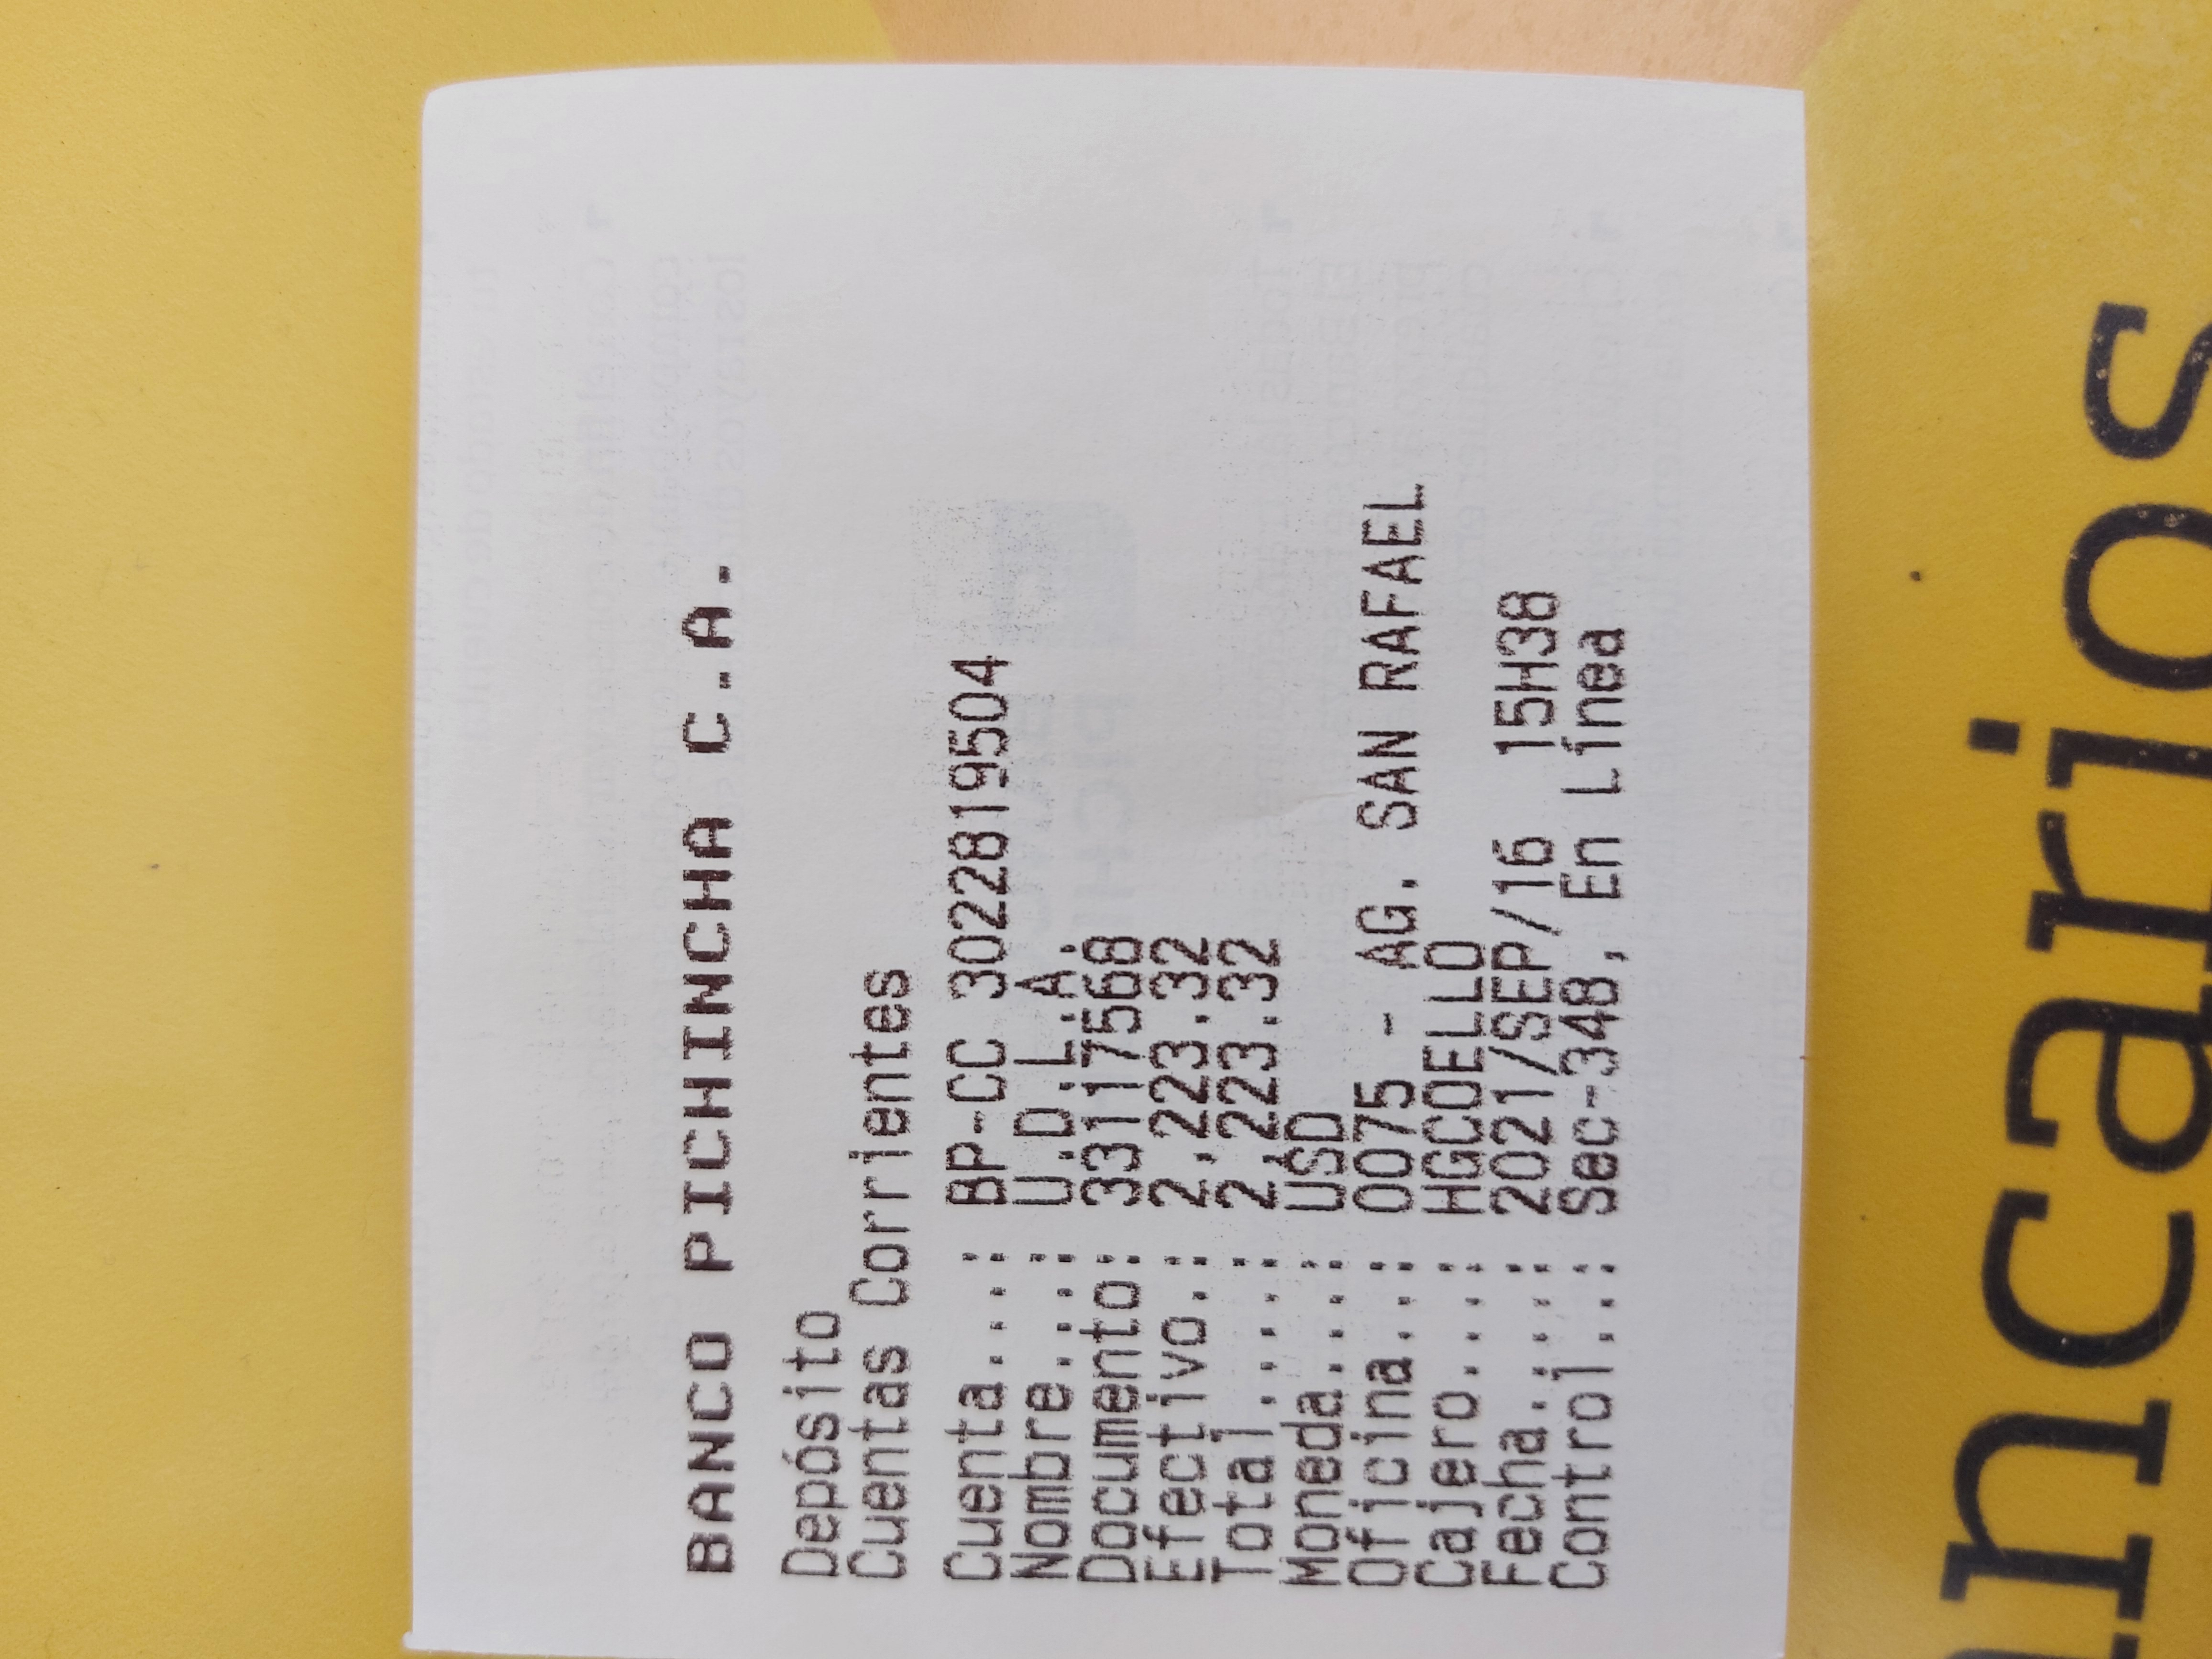 BANCO PICHINCHA C.A.
Depósito
Cuentas Corrientes
Cuenta....: BP-CC 3022819504
Nombre....: U.D.L.A.
Documento: 33117568
Efectivo.: 2.223.32
Total.....: 2.223.32
Moneda....: USD
Oficina...: 0075 - AG. SAN RAFAEL
Cajero....: HGCOELLO
Fecha.....: 2021/SEP/16 15H38
Control...: Sec-348, En Línea
ncarios